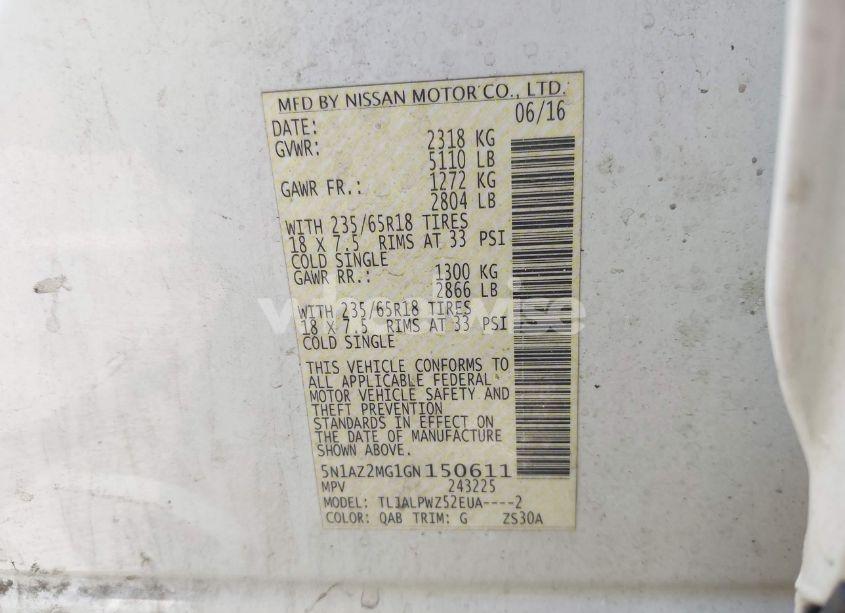 MFD BY NISSAN MOTOR CO., LTD.
DATE: 06/16
GVWR: 2318 KG
5110 LB
GAWR FR.: 1272 KG
2804 LB
WITH 235/65R18 TIRES
18 X 7.5 RIMS AT 33 PSI
COLD SINGLE
GAWR RR.: 1300 KG
2866 LB
WITH 235/65R18 TIRES
18 X 7.5 RIMS AT 33 PSI
COLD SINGLE
THIS VEHICLE CONFORMS TO
ALL APPLICABLE FEDERAL
MOTOR VEHICLE SAFETY AND
THEFT PREVENTION
STANDARDS IN EFFECT ON
THE DATE OF MANUFACTURE
SHOWN ABOVE.
5N1AZ2MG1GN150611
MPV 243225
MODEL: TLJALPWZ52EUA----2
COLOR: QAB TRIM: G ZS30A